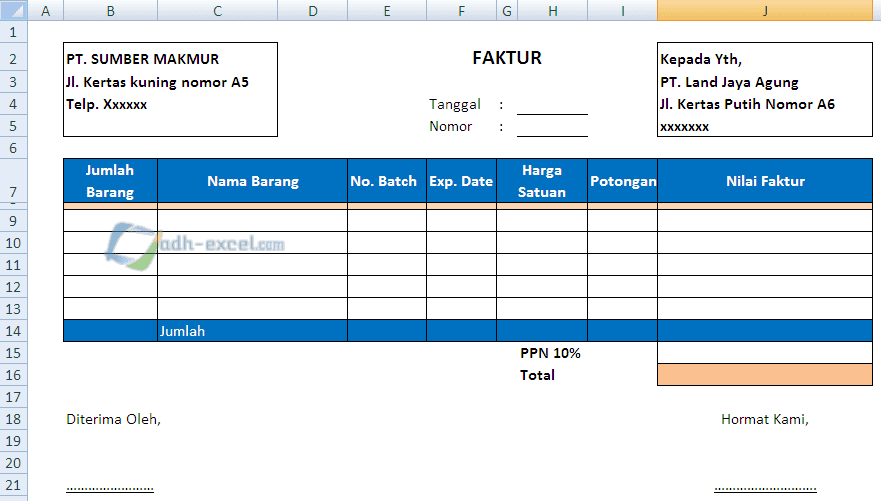 A B C D E F G H I J
1
2 PT. SUMBER MAKMUR FAKTUR Kepada Yth,
3 Jl. Kertas kuning nomor A5 PT. Land Jaya Agung
4 Telp. Xxxxxx Tanggal : Jl. Kertas Putih Nomor A6
5 Nomor : xxxxxxx
6
7 Jumlah Barang Nama Barang No. Batch Exp. Date Harga Satuan Potongan Nilai Faktur
9
10 adh-excel.com
11
12
13
14 Jumlah
15 PPN 10%
16 Total
17
18 Diterima Oleh, Hormat Kami,
19
20
21 ........................ ............................